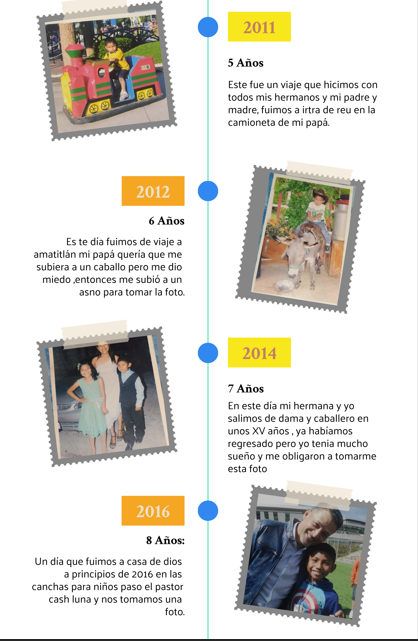 2011
5 Años
Este fue un viaje que hicimos con
todos mis hermanos y mi padre y
madre, fuimos a irtra de reu en la
camioneta de mi papá.
2012
6 Años
Es te día fuimos de viaje a
amatitlán mi papá quería que me
subiera a un caballo pero me dio
miedo ,entonces me subió a un
asno para tomar la foto.
2014
7 Años
En este día mi hermana y yo
salimos de dama y caballero en
unos XV años , ya habíamos
regresado pero yo tenia mucho
sueño y me obligaron a tomarme
esta foto
2016
8 Años:
Un día que fuimos a casa de dios
a principios de 2016 en las
canchas para niños paso el pastor
cash luna y nos tomamos una
foto.